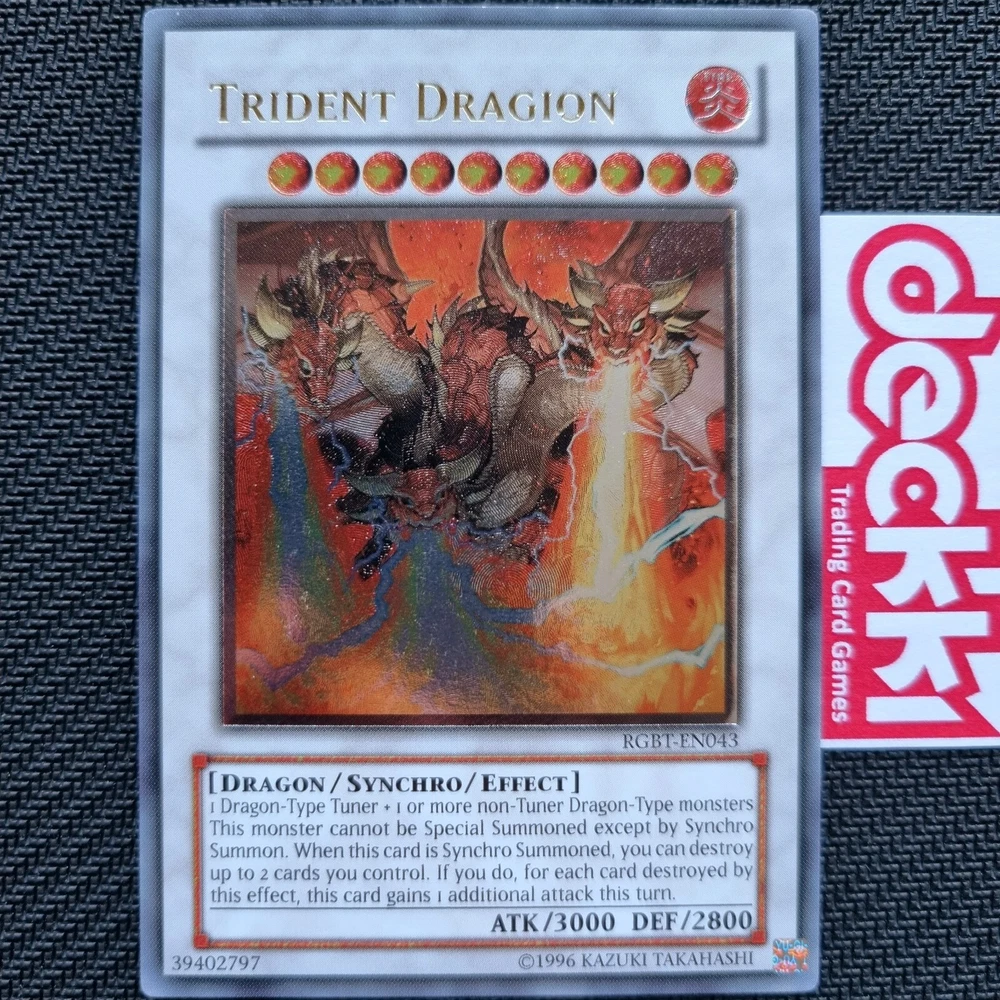 TRIDENT DRAGION
炎
RGBT-EN043
[DRAGON/SYNCHRO/EFFECT]
1 Dragon-Type Tuner + 1 or more non-Tuner Dragon-Type monsters
This monster cannot be Special Summoned except by Synchro
Summon. When this card is Synchro Summoned, you can destroy
up to 2 cards you control. If you do, for each card destroyed by
this effect, this card gains 1 additional attack this turn.
ATK/3000 DEF/2800
39402797
©1996 KAZUKI TAKAHASHI
deckk1
Trading Card Games